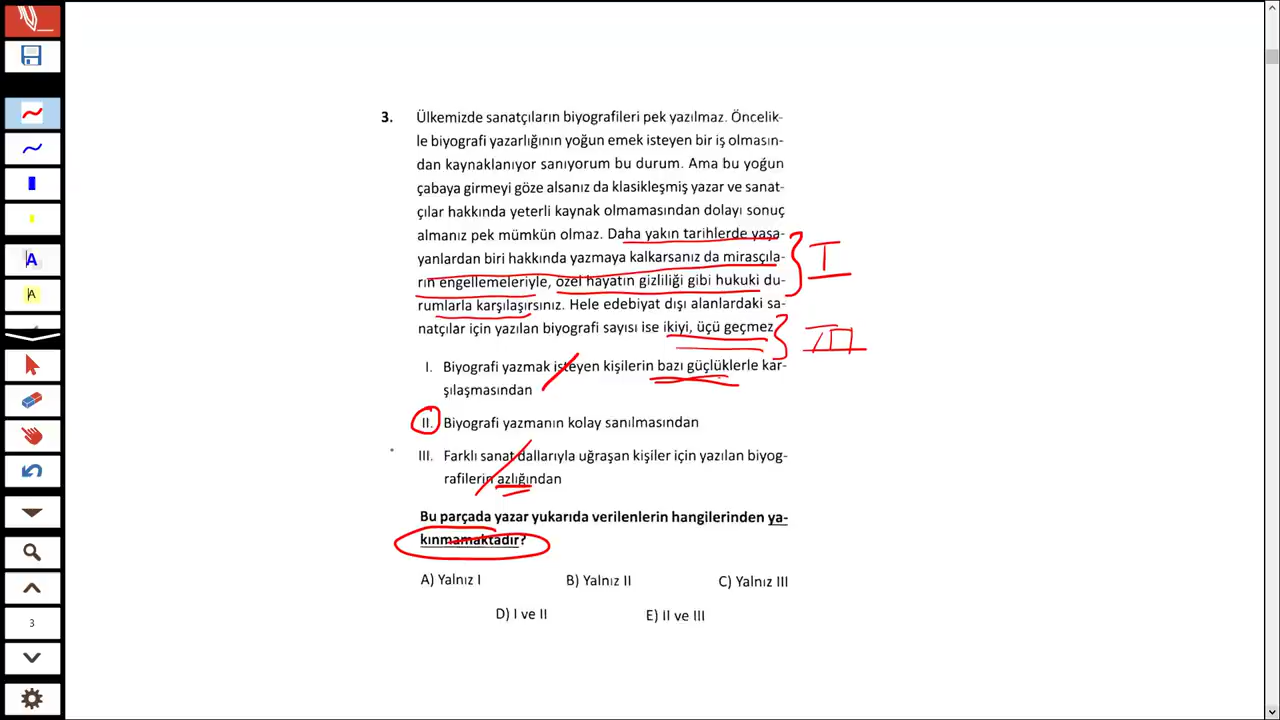 3. Ülkemizde sanatçıların biyografileri pek yazılmaz. Öncelik-
le biyografi yazarlığının yoğun emek isteyen bir iş olmasın-
dan kaynaklanıyor sanıyorum bu durum. Ama bu yoğun
çabaya girmeyi göze alsanız da klasikleşmiş yazar ve sanat-
çılar hakkında yeterli kaynak olmamasından dolayı sonuç
almanız pek mümkün olmaz. Daha yakın tarihlerde yaşa-
yanlardan biri hakkında yazmaya kalkarsanız da mirasçıla-
I
rın engellemeleriyle, özel hayatın gizliliği gibi hukuki du-
rumlarla karşılaşırsınız. Hele edebiyat dışı alanlardaki sa-
natçılar için yazılan biyografi sayısı ise ikiyi, üçü geçmez
III
I. Biyografi yazmak isteyen kişilerin bazı güçlüklerle kar-
şılaşmasından
II. Biyografi yazmanın kolay sanılmasından
III. Farklı sanat dallarıyla uğraşan kişiler için yazılan biyog-
rafilerin azlığından
Bu parçada yazar yukarıda verilenlerin hangilerinden ya-
kınmamaktadır?
A) Yalnız I B) Yalnız II C) Yalnız III
D) I ve II E) II ve III
A
A
3